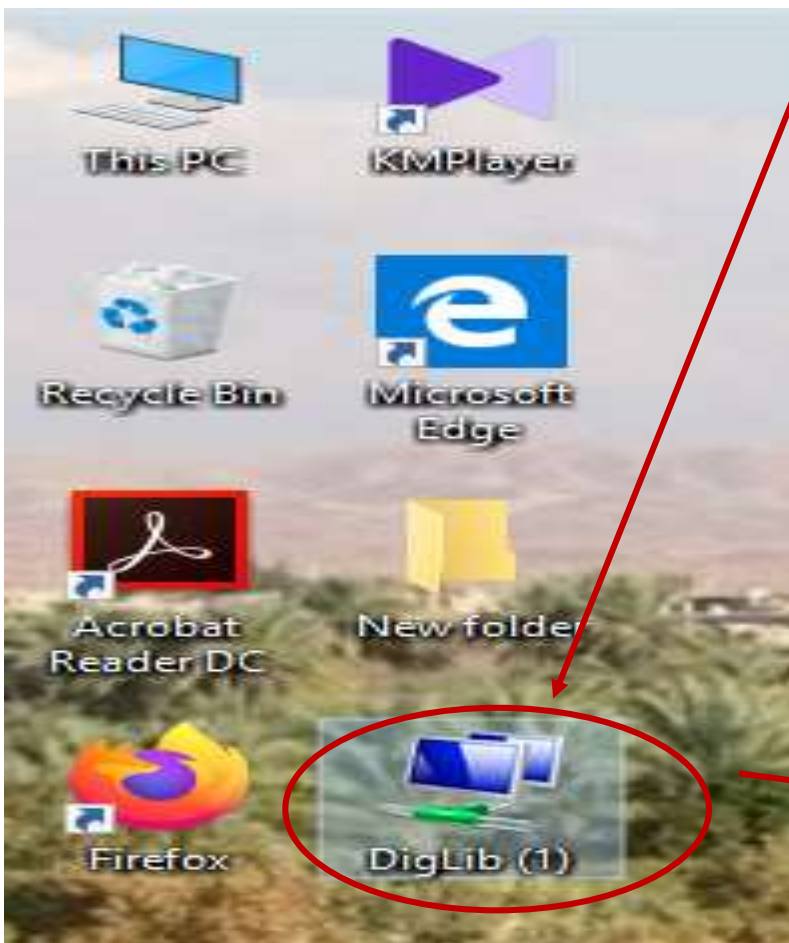 This PC
KMPlayer
Recycle Bin
Microsoft
Edge
Acrobat
Reader DC
New folder
Firefox
DigLib (1)